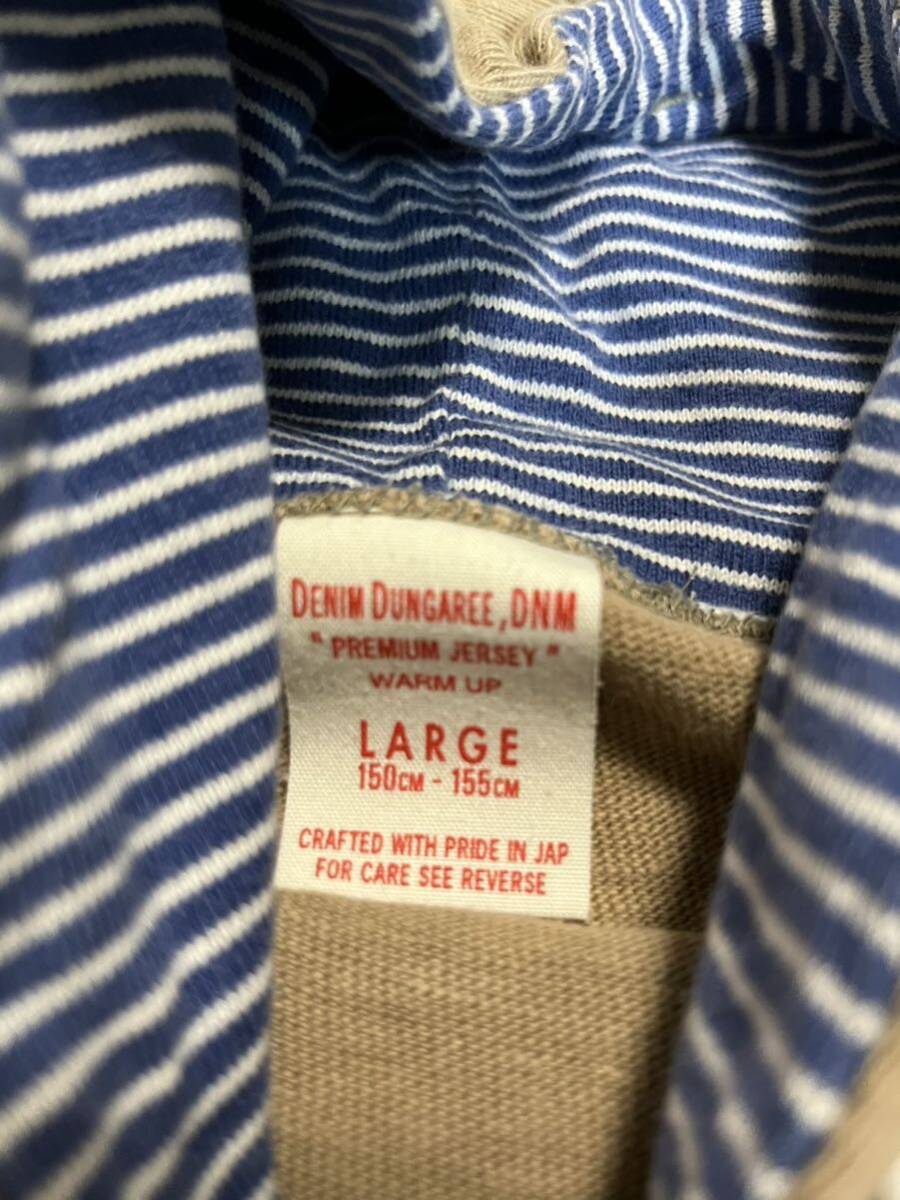 DENIM DUNGAREE, DNM
" PREMIUM JERSEY "
WARM UP
LARGE
150CM - 155CM
CRAFTED WITH PRIDE IN JAP
FOR CARE SEE REVERSE